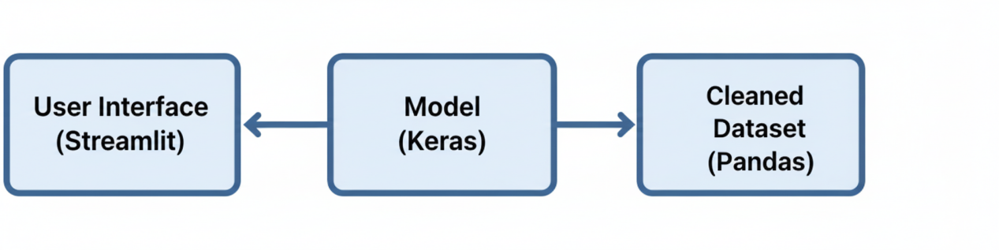 User Interface
(Streamlit)
Model
(Keras)
Cleaned
Dataset
(Pandas)